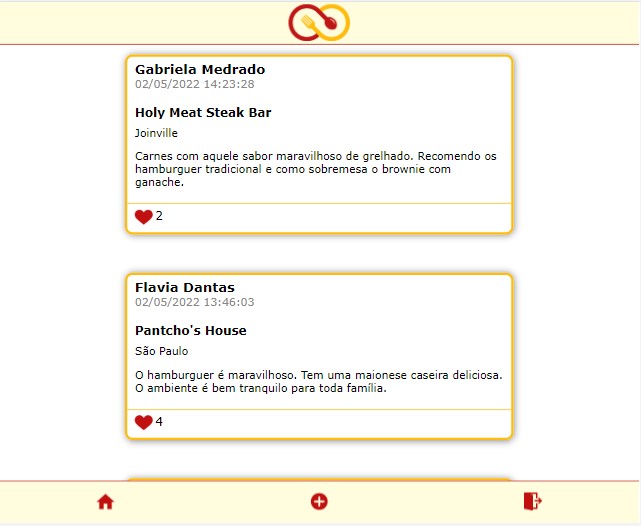 Gabriela Medrado
02/05/2022 14:23:28
Holy Meat Steak Bar
Joinville
Carnes com aquele sabor maravilhoso de grelhado. Recomendo os
hamburguer tradicional e como sobremesa o brownie com
ganache.
2
Flavia Dantas
02/05/2022 13:46:03
Pantcho's House
São Paulo
O hamburguer é maravilhoso. Tem uma maionese caseira deliciosa.
O ambiente é bem tranquilo para toda família.
4